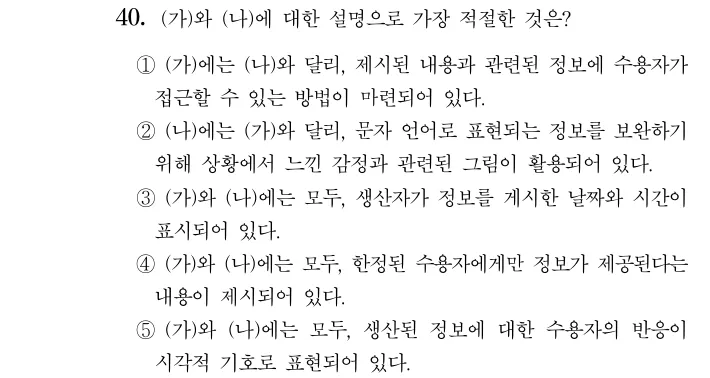 40. (가)와 (나)에 대한 설명으로 가장 적절한 것은?
① (가)에는 (나)와 달리, 제시된 내용과 관련된 정보에 수용자가
접근할 수 있는 방법이 마련되어 있다.
② (나)에는 (가)와 달리, 문자 언어로 표현되는 정보를 보완하기
위해 상황에서 느낀 감정과 관련된 그림이 활용되어 있다.
③ (가)와 (나)에는 모두, 생산자가 정보를 게시한 날짜와 시간이
표시되어 있다.
④ (가)와 (나)에는 모두, 한정된 수용자에게만 정보가 제공된다는
내용이 제시되어 있다.
⑤ (가)와 (나)에는 모두, 생산된 정보에 대한 수용자의 반응이
시각적 기호로 표현되어 있다.